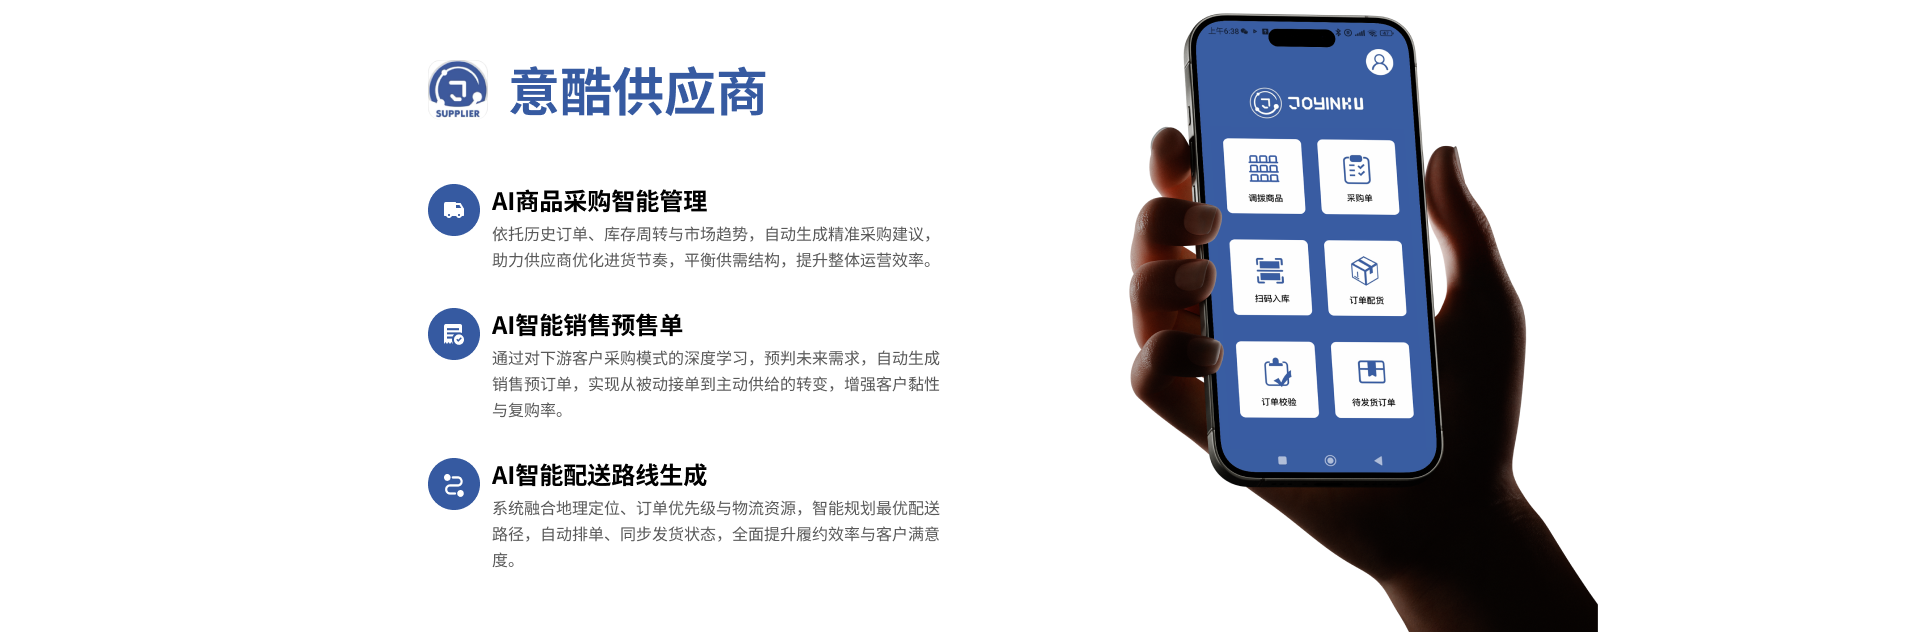 SUPPLIER
意酷供应商
AI商品采购智能管理
依托历史订单、库存周转与市场趋势，自动生成精准采购建议，
助力供应商优化进货节奏，平衡供需结构，提升整体运营效率。
AI智能销售预售单
通过对下游客户采购模式的深度学习，预判未来需求，自动生成
销售预订单，实现从被动接单到主动供给的转变，增强客户黏性
与复购率。
AI智能配送路线生成
系统融合地理定位、订单优先级与物流资源，智能规划最优配送
路径，自动排单、同步发货状态，全面提升履约效率与客户满意
度。
上午6:38
JOYINKU
调拨商品
采购单
扫码入库
订单配货
订单校验
待发货订单